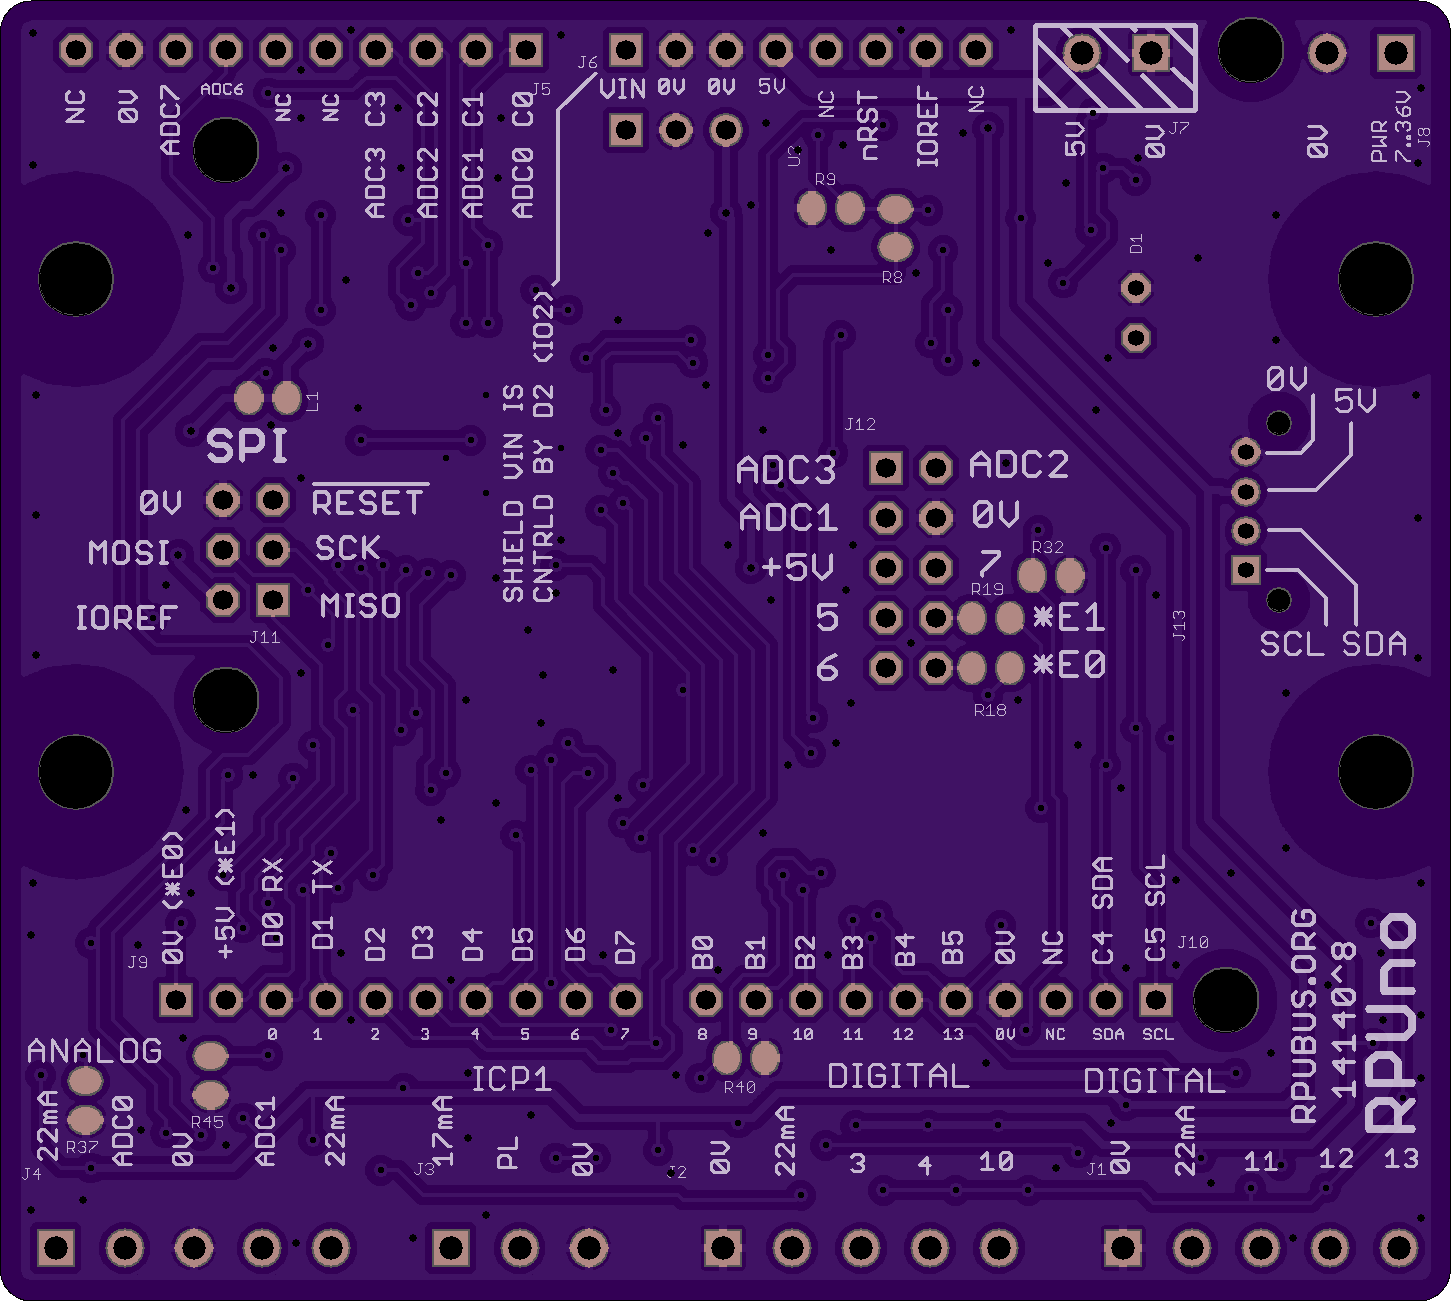 NC 0V ADC7 ADC6 NC NC ADC3 C3 ADC2 C2 ADC1 C1 ADC0 C0 J5
J6 VIN 0V 0V 5V NC nRST IOREF NC
5V 0V J7
0V PWR 7..36V J8
U2
R9
R8
D1
L1
SHIELD VIN IS
CNTRLD BY D2 (IO2)
SPI
0V RESET
MOSI SCK
IOREF MISO
J11
J12
ADC3 ADC2
ADC1 0V
+5V 7
5 *E1
6 *E0
R32
R19
R18
J13
0V 5V
SCL SDA
J9 0V (*E0) +5V (*E1) D0 RX D1 TX D2 D3 D4 D5 D6 D7
B0 B1 B2 B3 B4 B5 0V NC C4 SDA C5 SCL J10
0 1 2 3 4 5 6 7
8 9 10 11 12 13 0V NC SDA SCL
ANALOG
ICP1
DIGITAL
DIGITAL
R37
R45
R40
J4 22mA ADC0 0V ADC1 22mA
J3 17mA PL 0V
J2 0V 22mA 3 4 10
J1 0V 22mA 11 12 13
RPUBUS.ORG
14140^8
RPUno